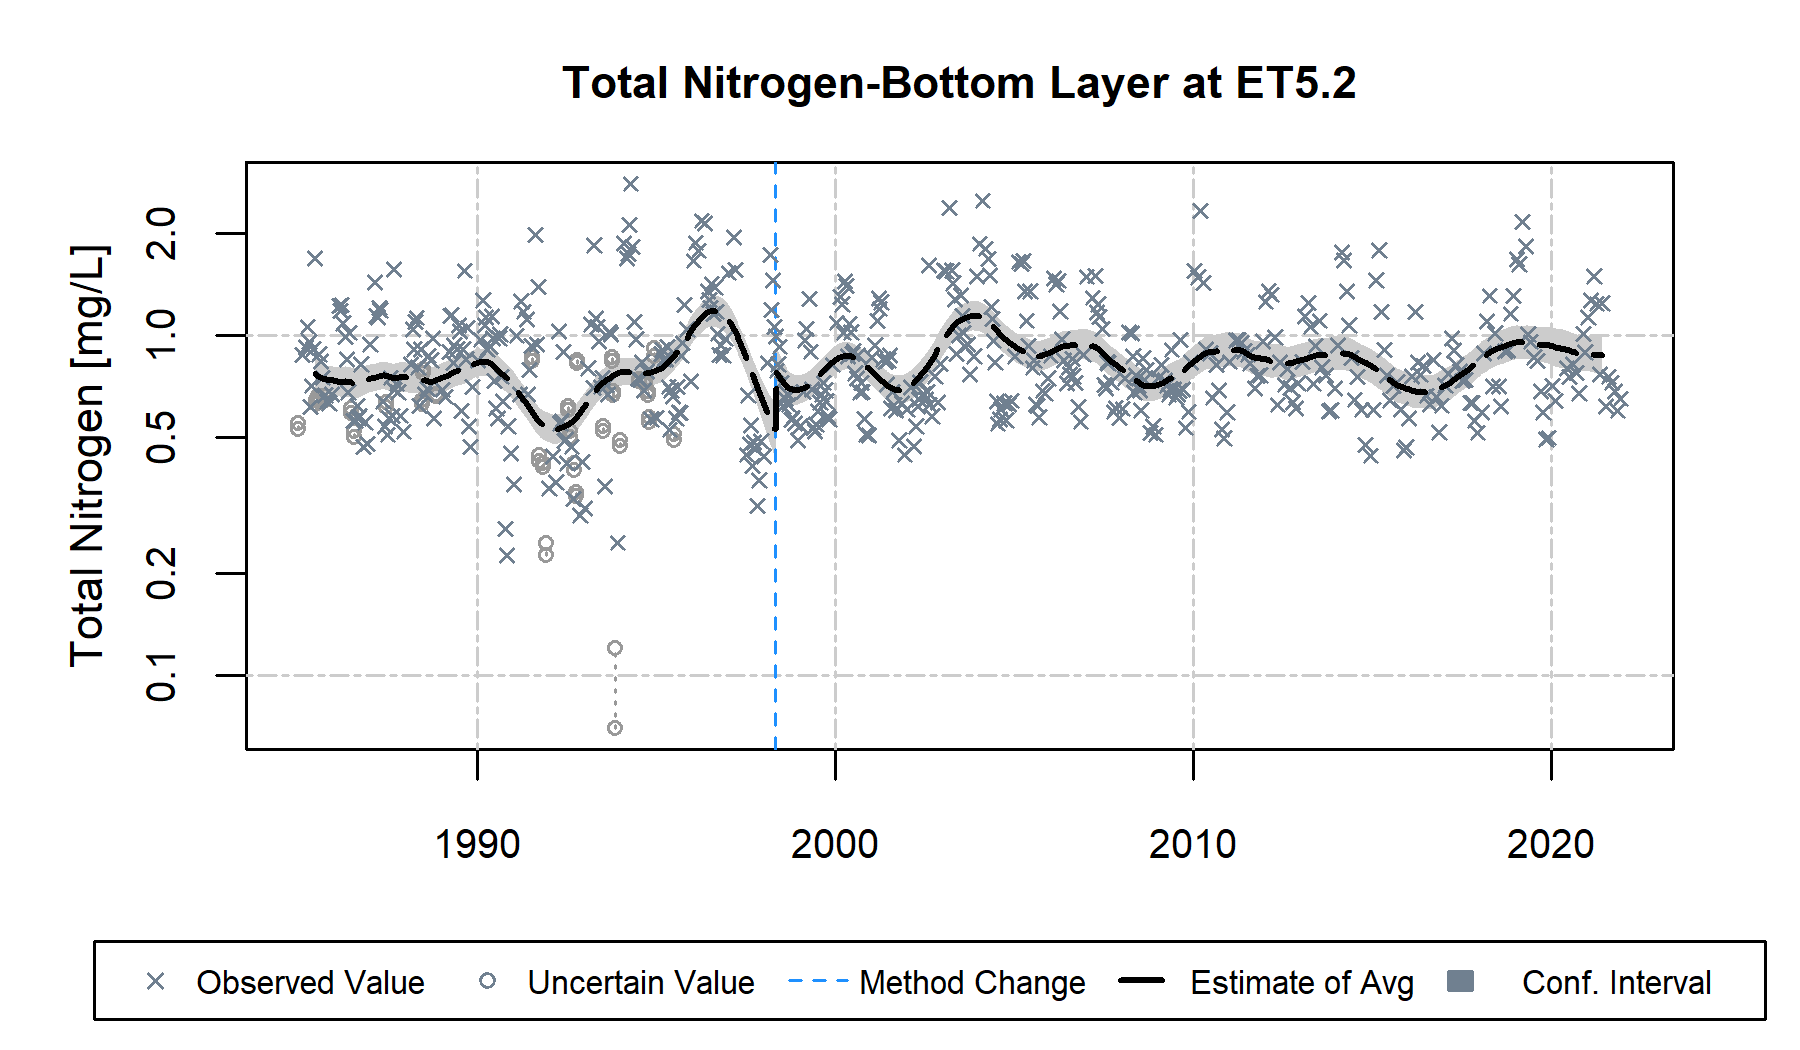 Total Nitrogen-Bottom Layer at ET5.2
Total Nitrogen [mg/L]
2.0
1.0
0.5
0.2
0.1
1990 2000 2010 2020
Observed Value Uncertain Value Method Change Estimate of Avg Conf. Interval